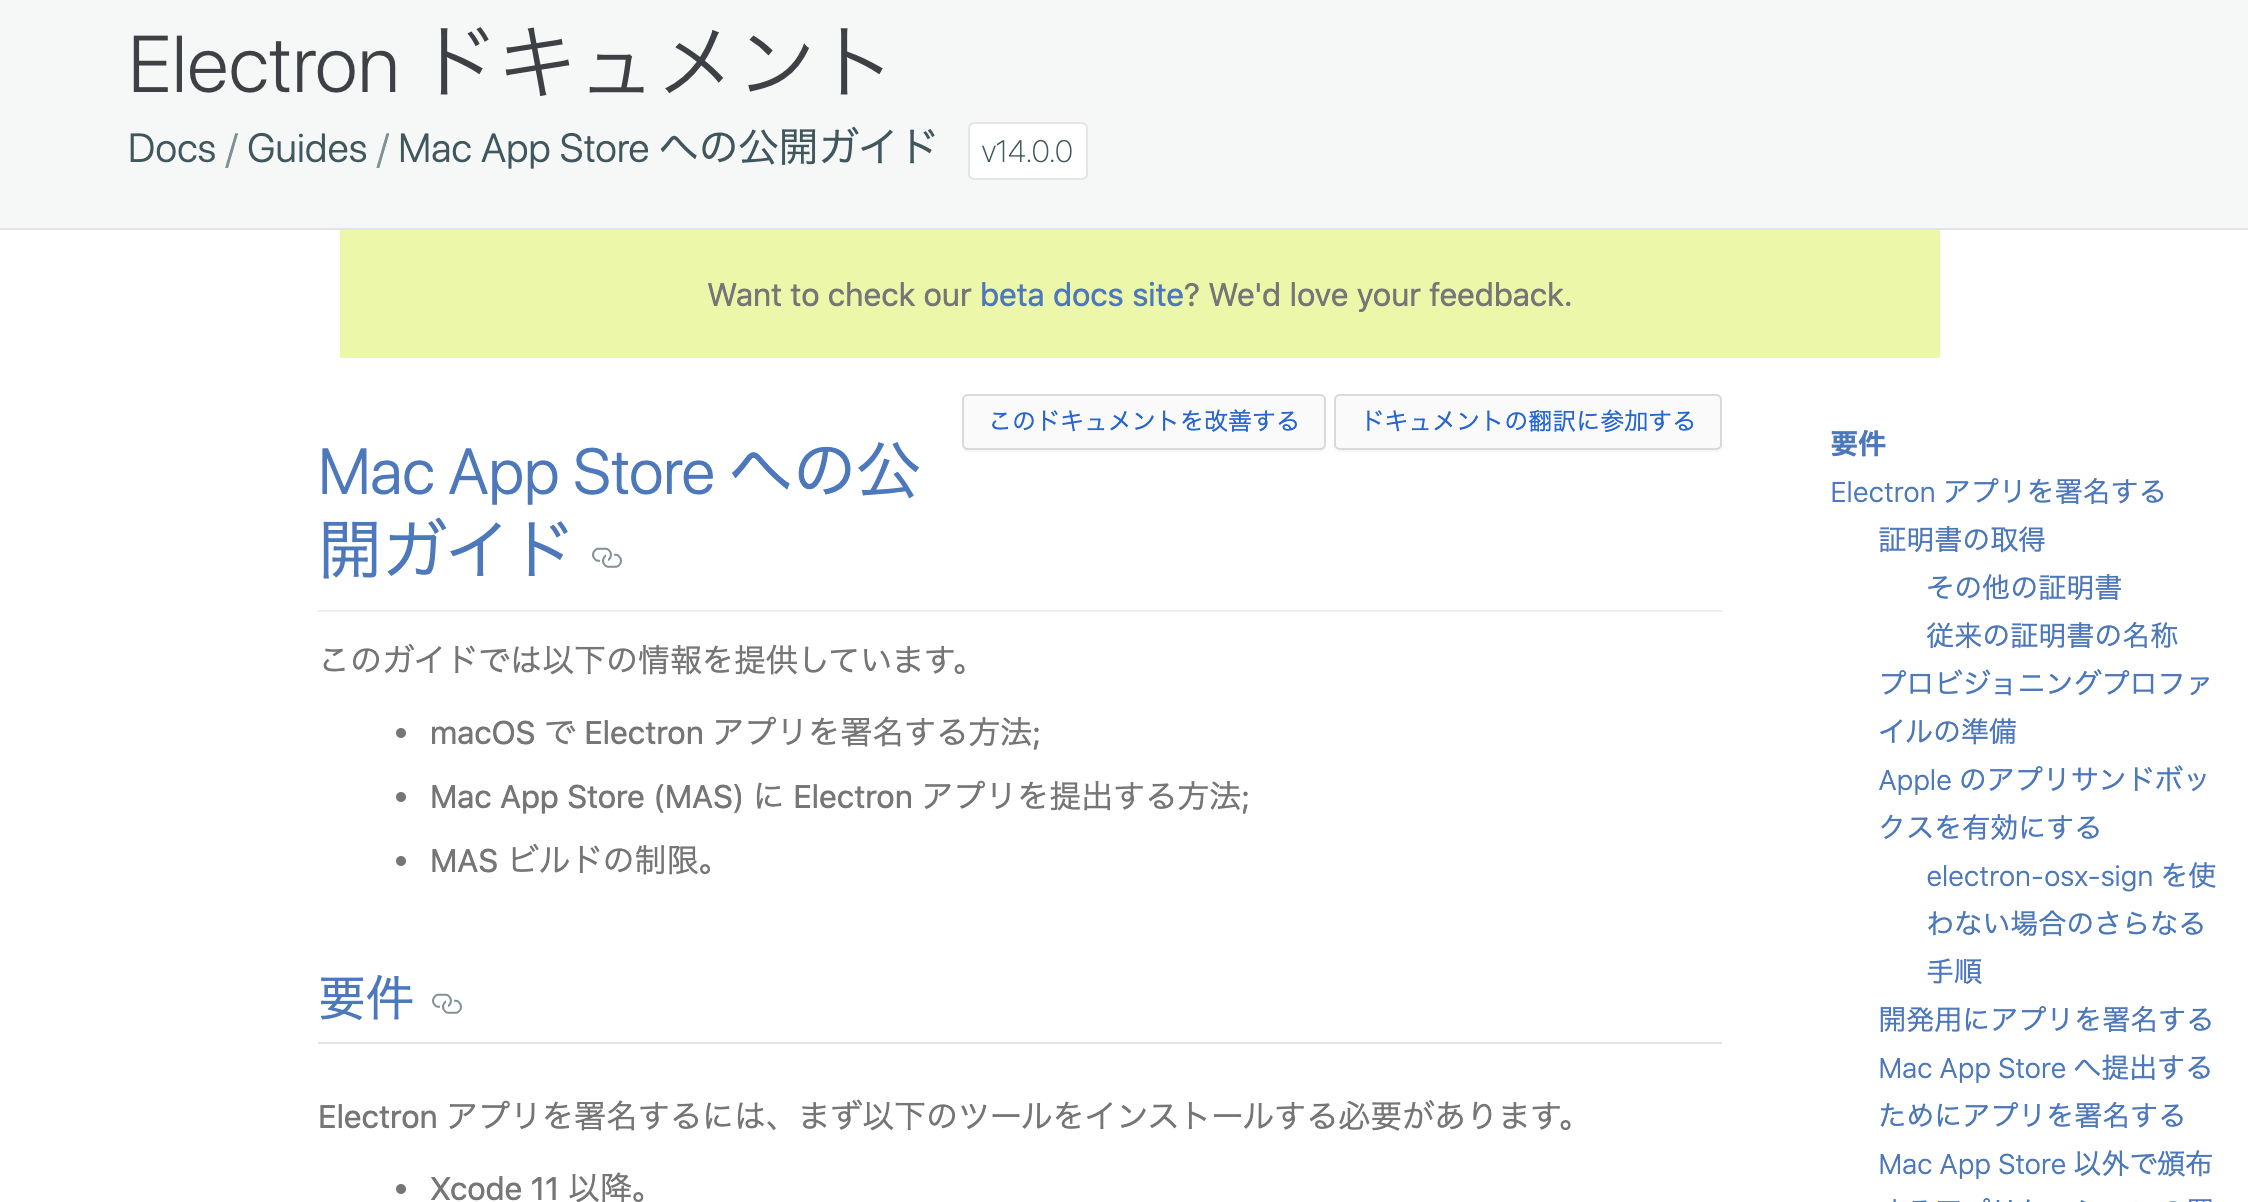 Electron ドキュメント
Docs / Guides / Mac App Store への公開ガイド v14.0.0
Want to check our beta docs site? We'd love your feedback.
このドキュメントを改善する
ドキュメントの翻訳に参加する
Mac App Store への公
開ガイド
このガイドでは以下の情報を提供しています。
• macOS で Electron アプリを署名する方法;
• Mac App Store (MAS) に Electron アプリを提出する方法;
• MAS ビルドの制限。
要件
Electron アプリを署名するには、まず以下のツールをインストールする必要があります。
• Xcode 11 以降。
要件
Electron アプリを署名する
証明書の取得
その他の証明書
従来の証明書の名称
プロビジョニングプロファ
イルの準備
Apple のアプリサンドボッ
クスを有効にする
electron-osx-sign を使
わない場合のさらなる
手順
開発用にアプリを署名する
Mac App Store へ提出する
ためにアプリを署名する
Mac App Store 以外で頒布